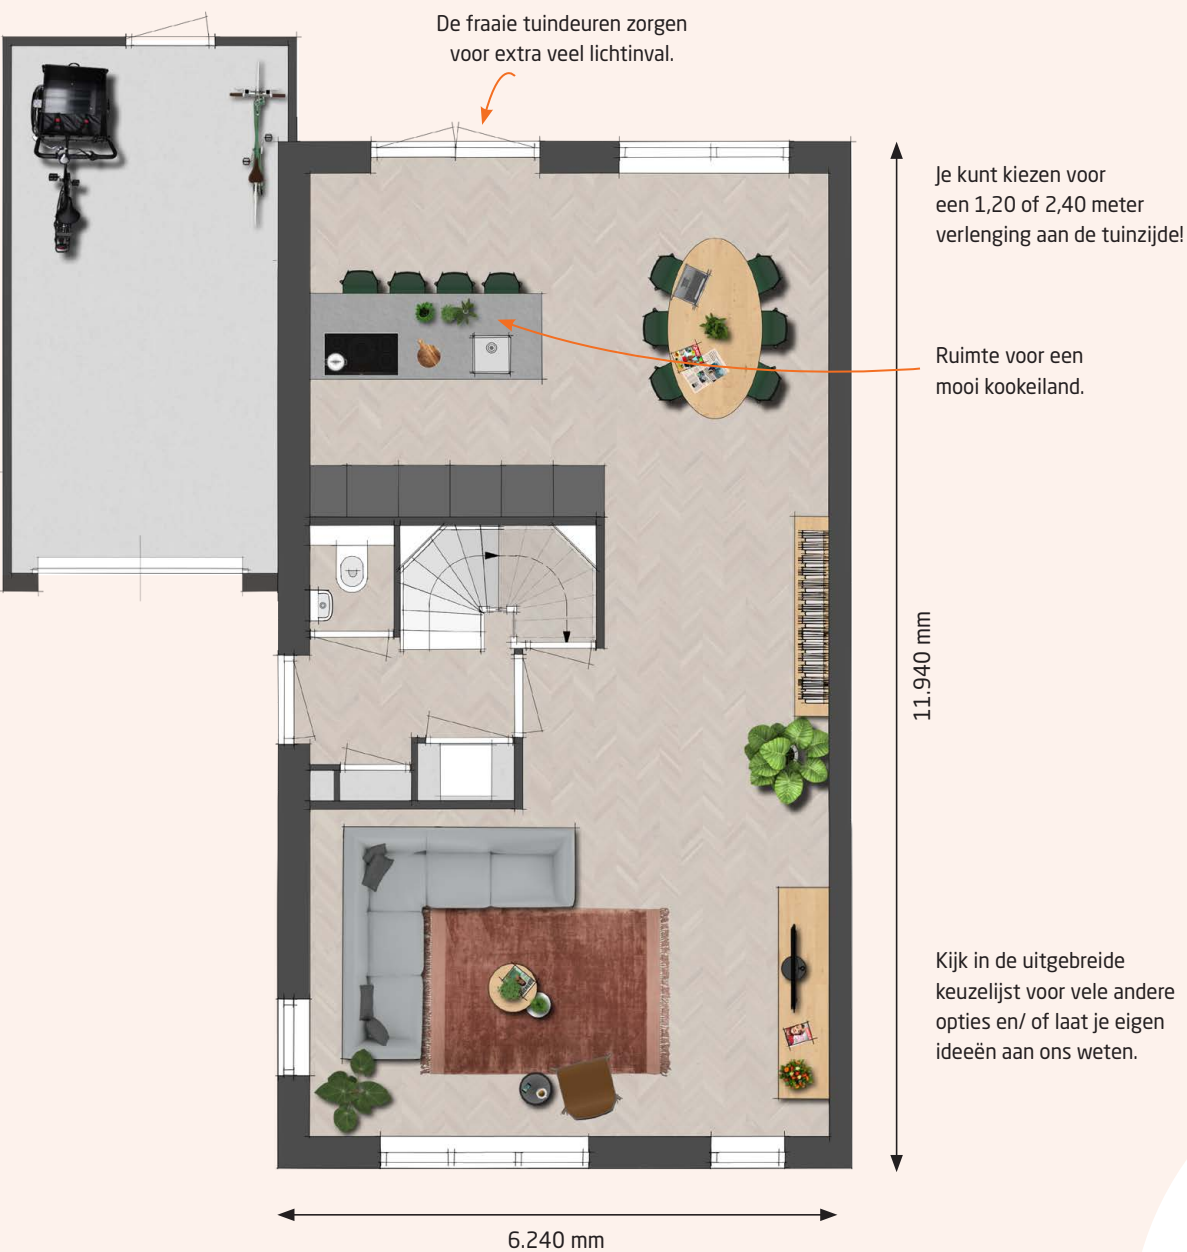 De fraaie tuindeuren zorgen
voor extra veel lichtinval.
Je kunt kiezen voor
een 1,20 of 2,40 meter
verlenging aan de tuinzijde!
Ruimte voor een
mooi kookeiland.
11.940 mm
Kijk in de uitgebreide
keuzelijst voor vele andere
opties en/ of laat je eigen
ideeën aan ons weten.
6.240 mm